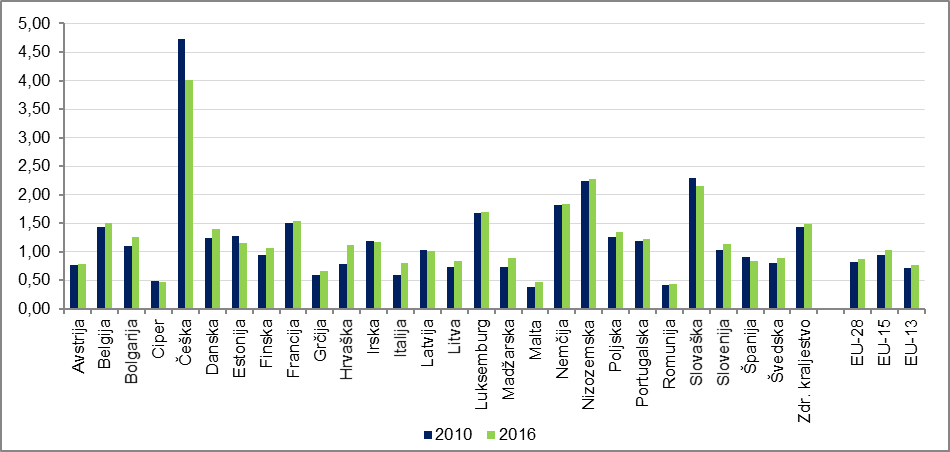 5,00
4,50
4,00
3,50
3,00
2,50
2,00
1,50
1,00
0,50
0,00
Avstrija
Belgija
Bolgarija
Ciper
Češka
Danska
Estonija
Finska
Francija
Grčija
Hrvaška
Irska
Italija
Latvija
Litva
Luksemburg
Madžarska
Malta
Nemčija
Nizozemska
Poljska
Portugalska
Romunija
Slovaška
Slovenija
Španija
Švedska
Zdr. kraljestvo
EU-28
EU-15
EU-13
2010
2016